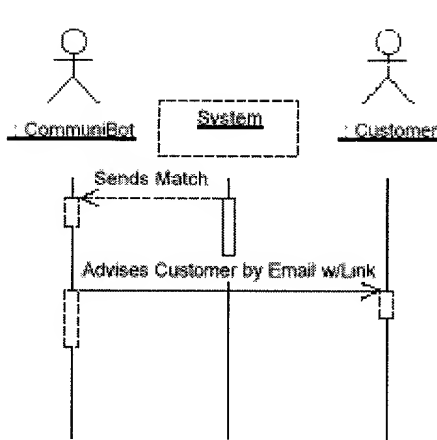 : CommuniBot
System
: Customer
Sends Match
Advises Customer by Email w/Link